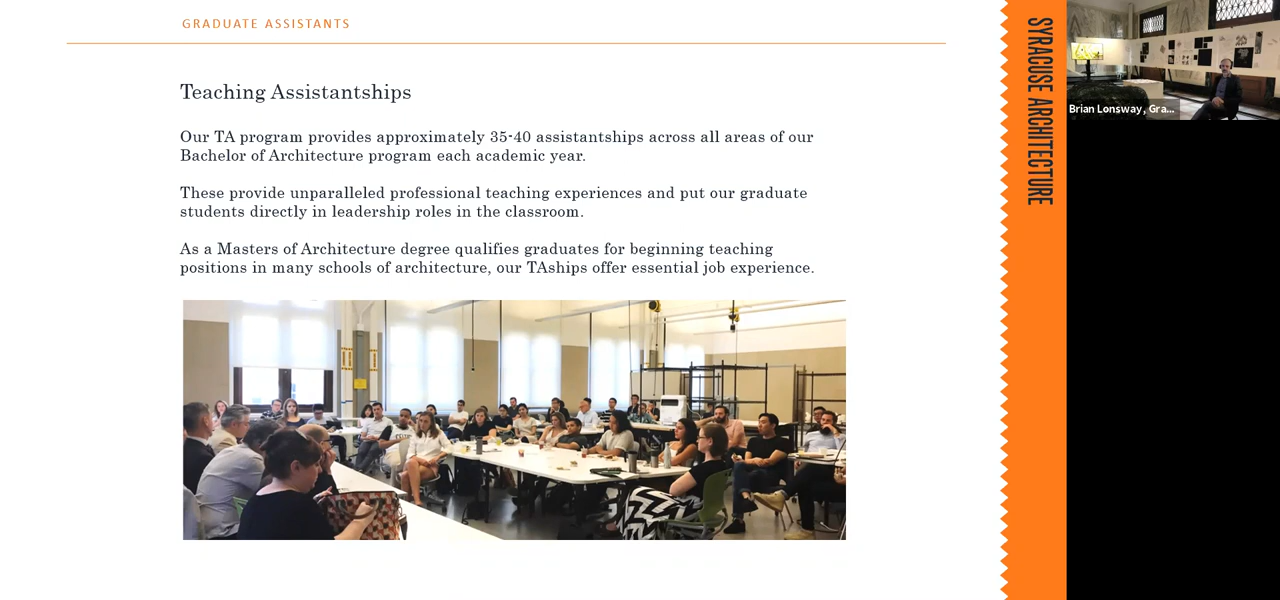 GRADUATE ASSISTANTS
Teaching Assistantships
Our TA program provides approximately 35-40 assistantships across all areas of our
Bachelor of Architecture program each academic year.
These provide unparalleled professional teaching experiences and put our graduate
students directly in leadership roles in the classroom.
As a Masters of Architecture degree qualifies graduates for beginning teaching
positions in many schools of architecture, our TAships offer essential job experience.
SYRACUSE ARCHITECTURE
Brian Lonsway, Gra...